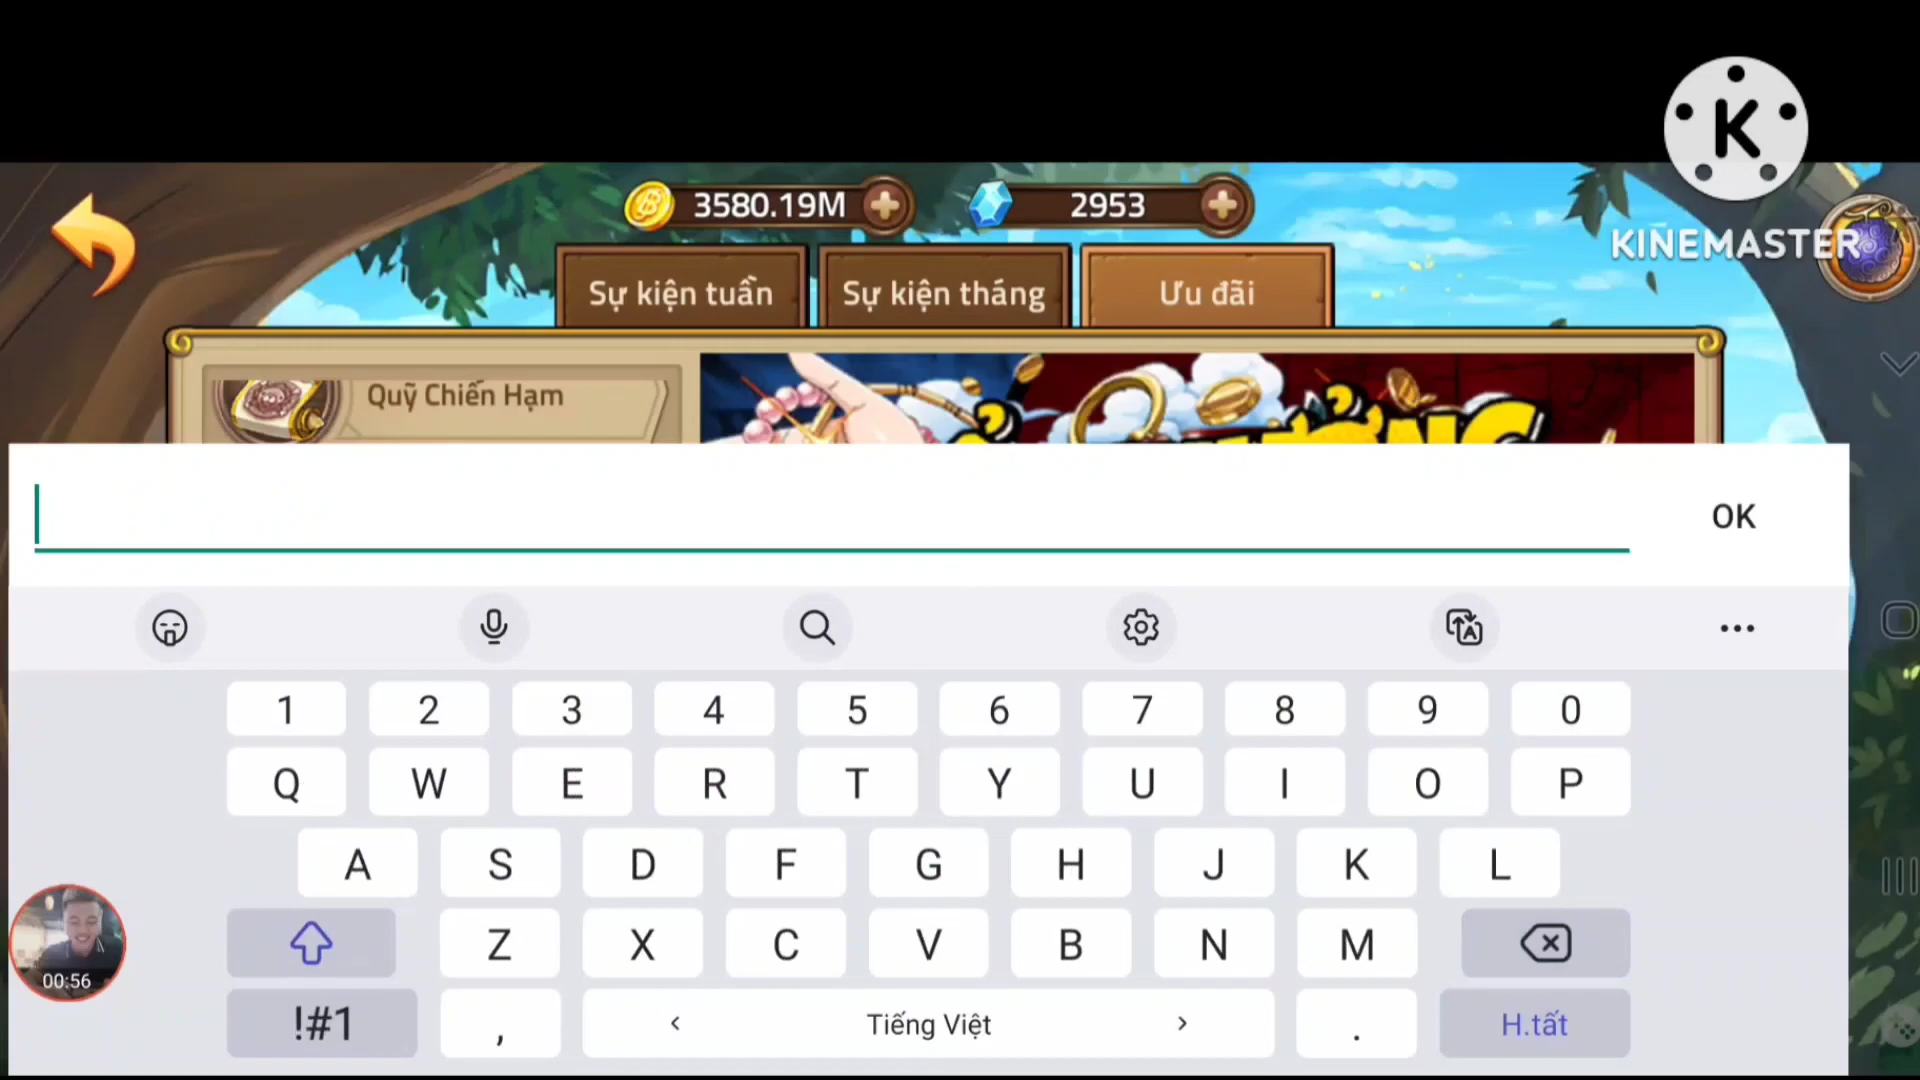 K
KINEMASTER
3580.19M
2953
Sự kiện tuần
Sự kiện tháng
Ưu đãi
Quỹ Chiến Hạm
OK
1 2 3 4 5 6 7 8 9 0
Q W E R T Y U I O P
A S D F G H J K L
Z X C V B N M
00:56
!#1 , < Tiếng Việt > . H.tất